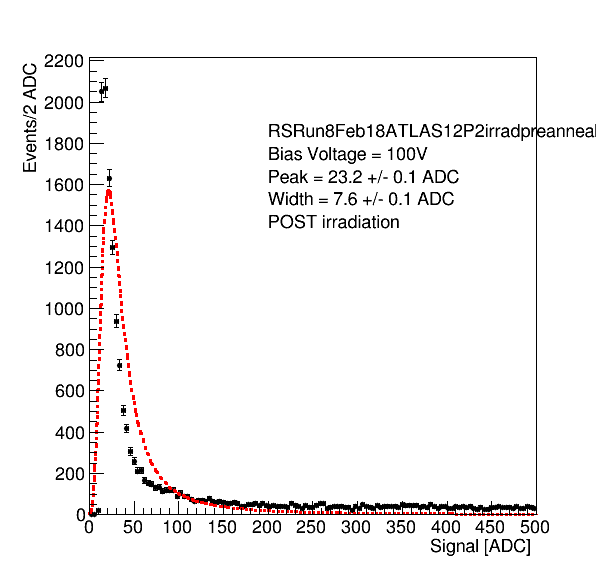 2200
2000
1800
1600
1400
1200
1000
800
600
400
200
0
Events/2 ADC
RSRun8Feb18ATLAS12P2irradpreanneal
Bias Voltage = 100V
Peak = 23.2 +/- 0.1 ADC
Width = 7.6 +/- 0.1 ADC
POST irradiation
0 50 100 150 200 250 300 350 400 450 500
Signal [ADC]